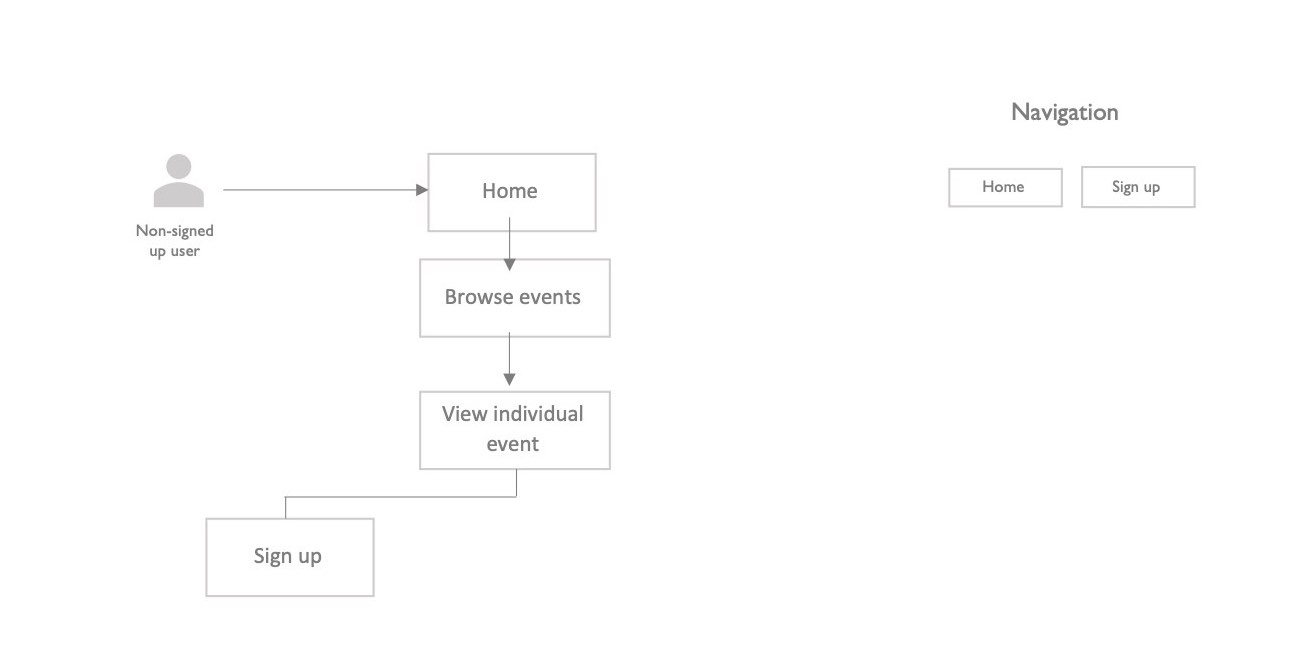 Navigation
Home
Home
Sign up
Non-signed
up user
Browse events
View individual
event
Sign up